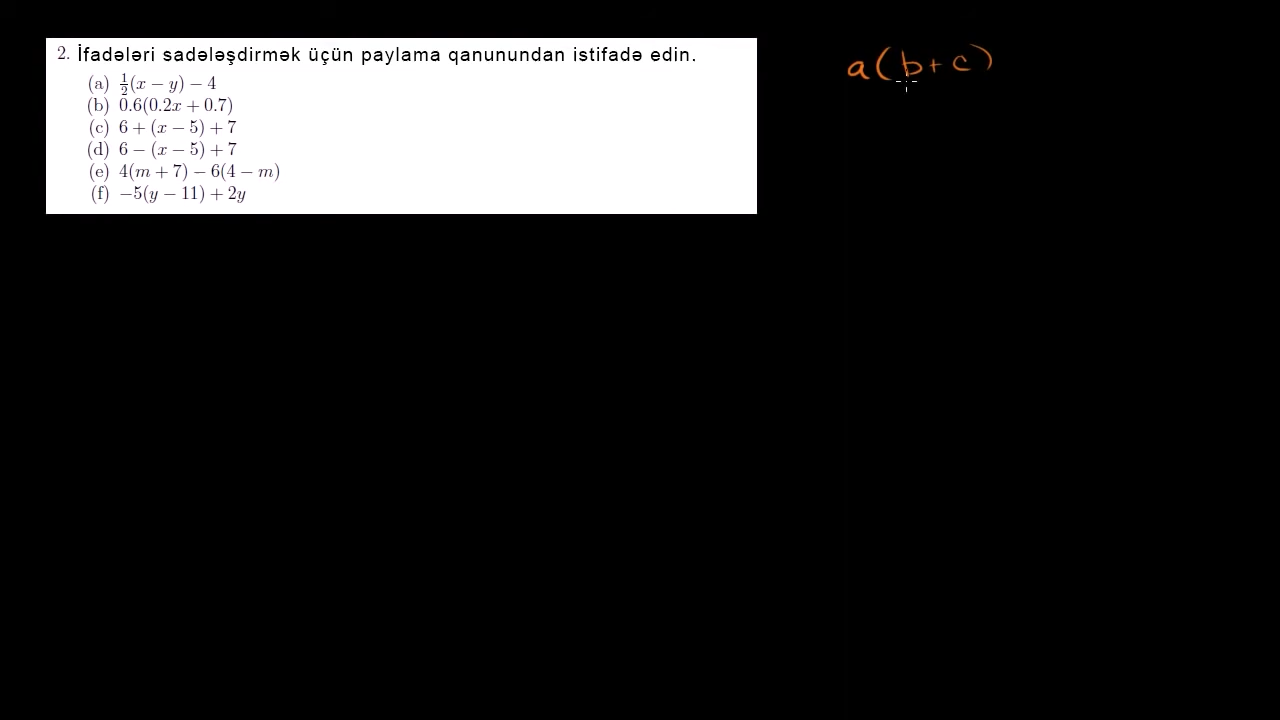 2. İfadələri sadələşdirmək üçün paylama qanunundan istifadə edin.
(a) $\frac{1}{2}(x - y) - 4$
(b) 0.6(0.2x + 0.7)
(c) 6 + (x − 5) + 7
(d) 6 − (x − 5) + 7
(e) 4(m + 7) − 6(4 − m)
(f) −5(y − 11) + 2y
a(b+c)